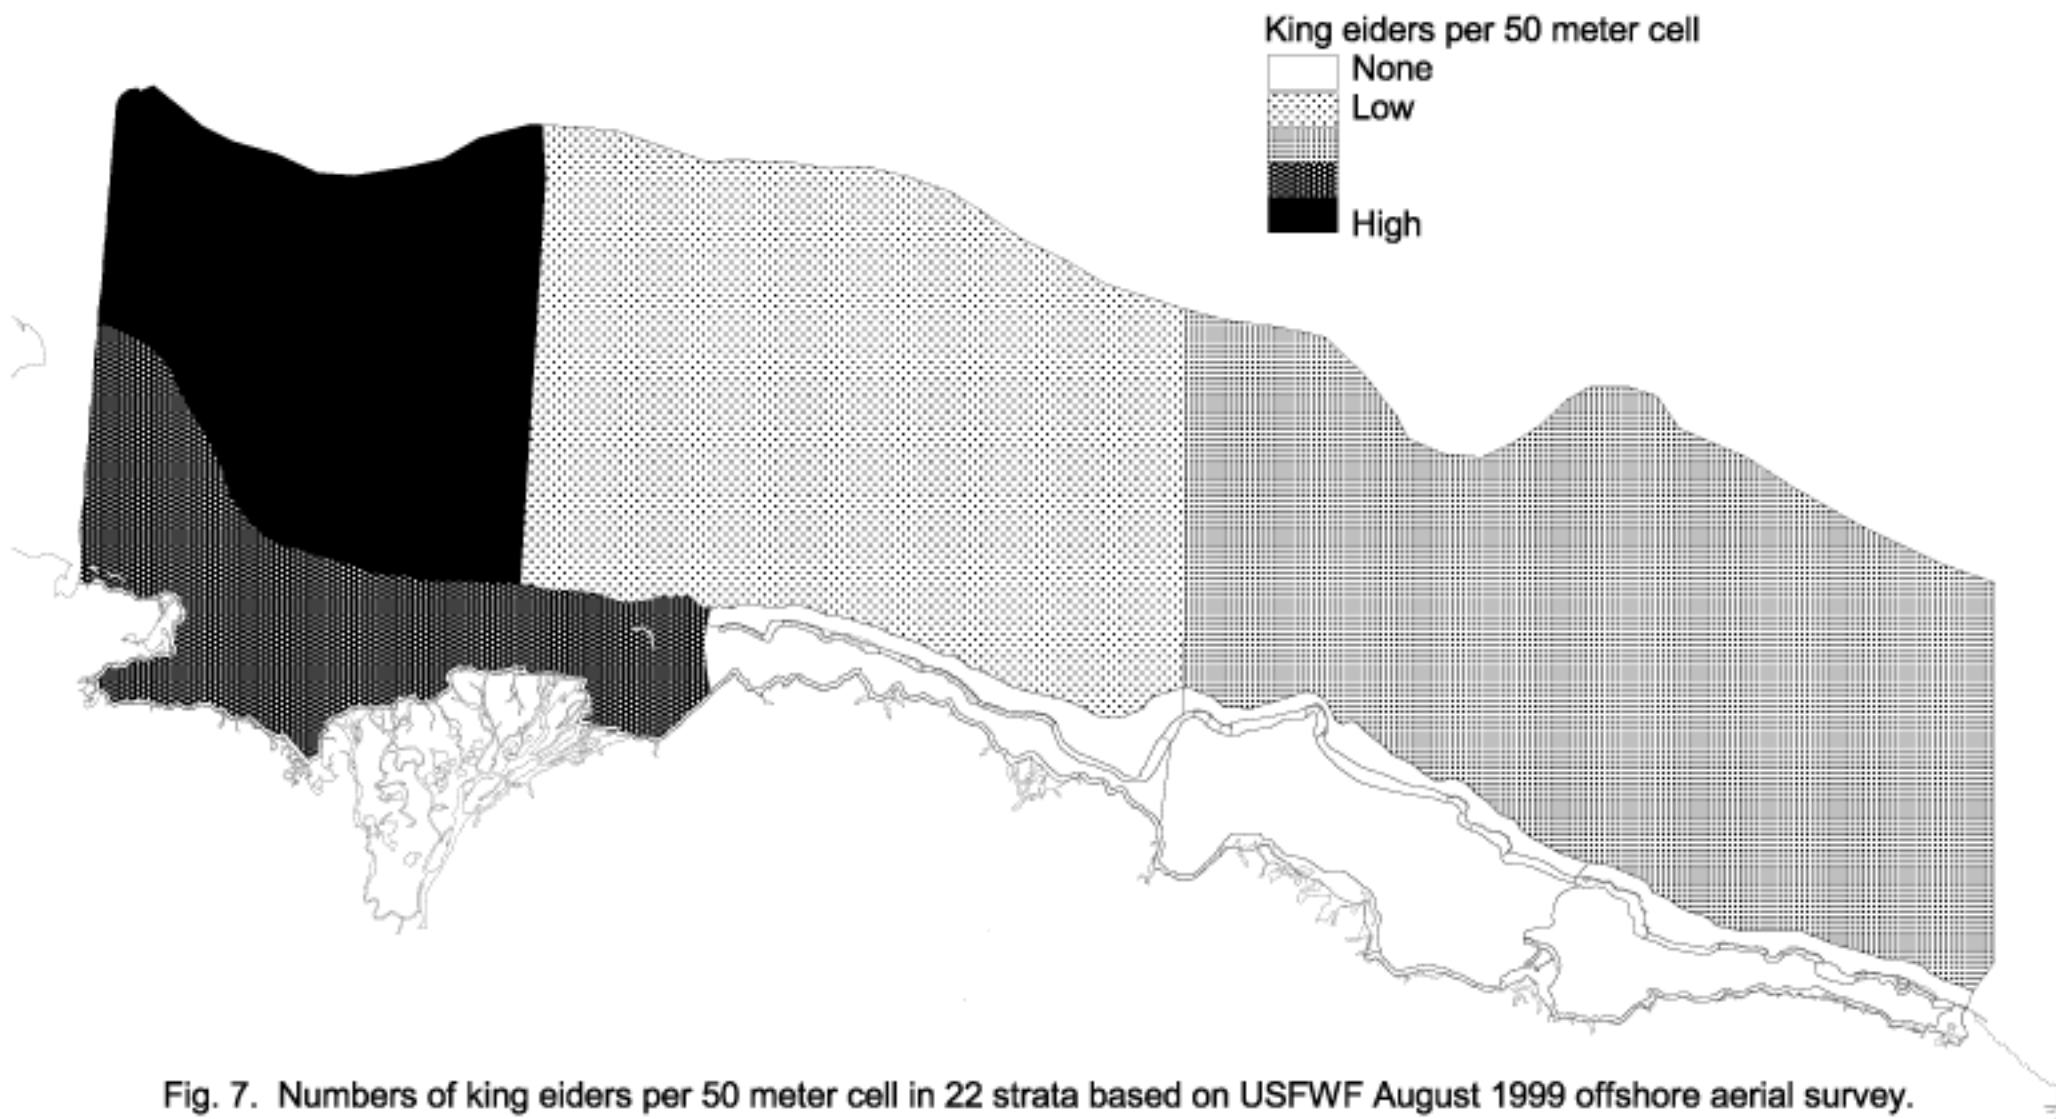 King eiders per 50 meter cell
None
Low
High
Fig. 7. Numbers of king eiders per 50 meter cell in 22 strata based on USFWF August 1999 offshore aerial survey.